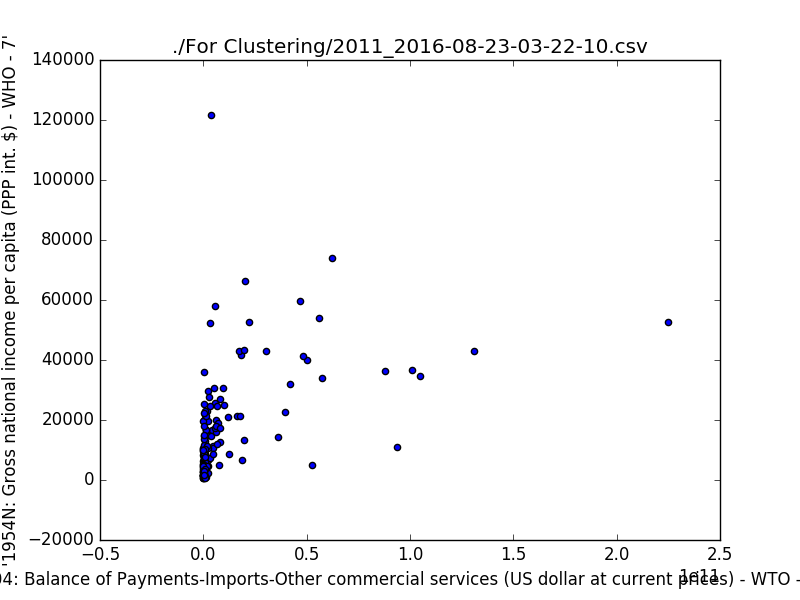 ./For Clustering/2011_2016-08-23-03-22-10.csv
'1954N: Gross national income per capita (PPP int. $) - WHO - 7'
140000
120000
100000
80000
60000
40000
20000
0
−20000
−0.5 0.0 0.5 1.0 1.5 2.0 2.5
1e11
04: Balance of Payments-Imports-Other commercial services (US dollar at current prices) - WTO -